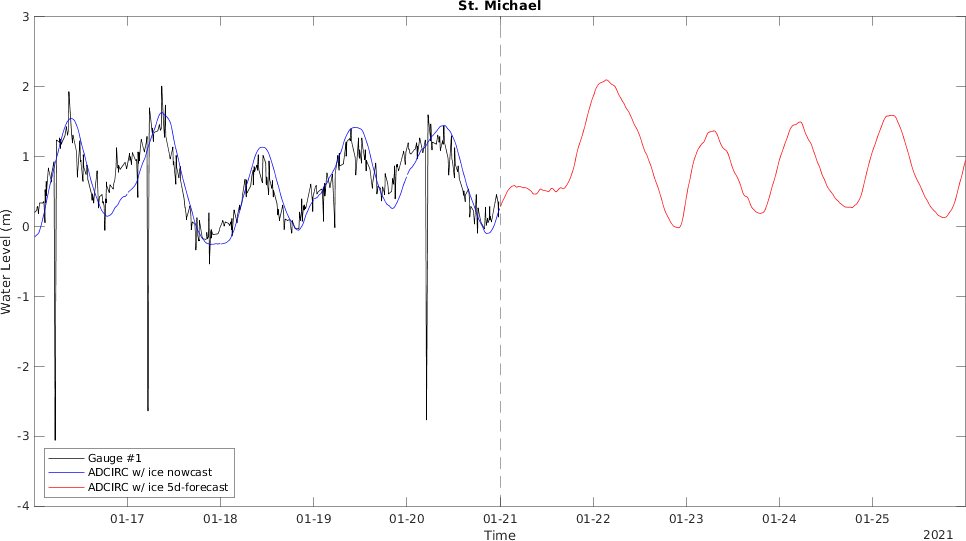 St. Michael
3
2
1
0
-1
-2
-3
-4
Water Level (m)
Gauge #1
ADCIRC w/ ice nowcast
ADCIRC w/ ice 5d-forecast
01-17 01-18 01-19 01-20 01-21 01-22 01-23 01-24 01-25
Time
2021